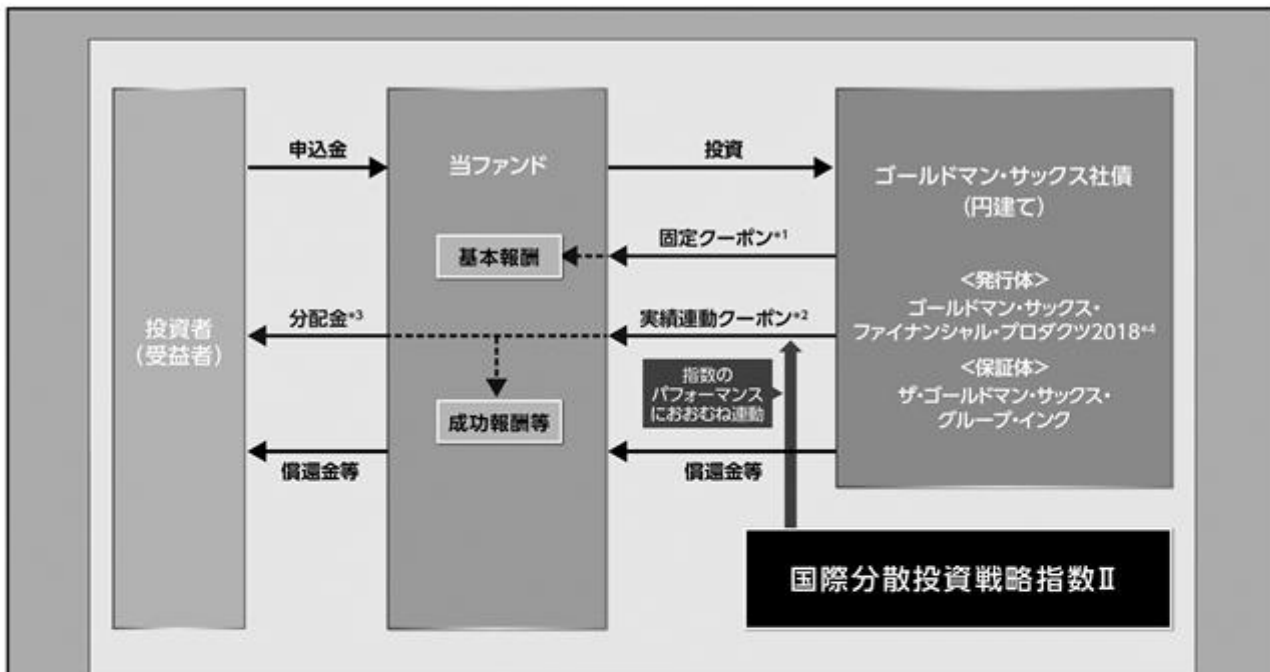 投資者
（受益者）
申込金
分配金*3
償還金等
当ファンド
基本報酬
成功報酬等
投資
固定クーポン*1
実績連動クーポン*2
指数の
パフォーマンス
におおむね連動
償還金等
ゴールドマン・サックス社債
（円建て）
＜発行体＞
ゴールドマン・サックス・
ファイナンシャル・プロダクツ2018*4
＜保証体＞
ザ・ゴールドマン・サックス・
グループ・インク
国際分散投資戦略指数Ⅱ